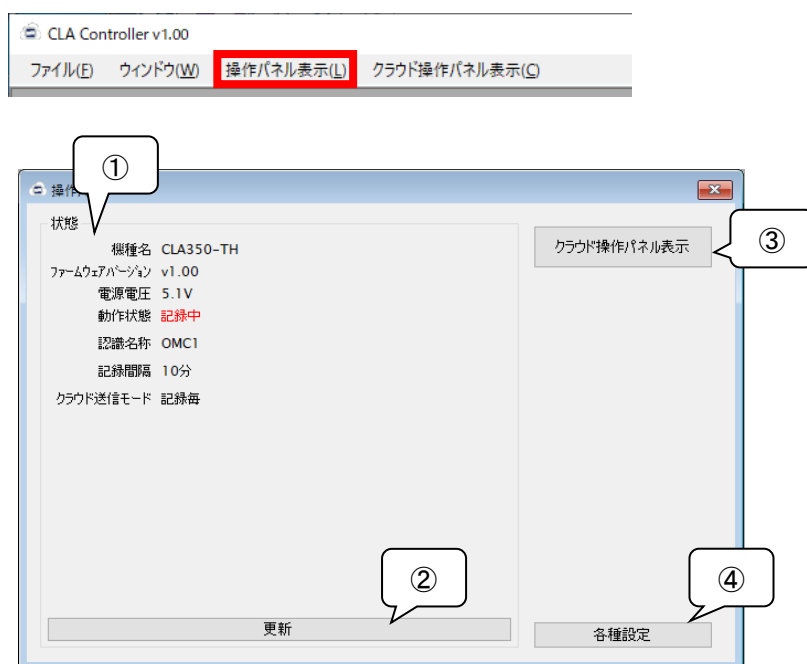 CLA Controller v1.00
ファイル(F) ウィンドウ(W) 操作パネル表示(L) クラウド操作パネル表示(C)
①
操作
状態
機種名 CLA350-TH
ファームウェアバージョン v1.00
電源電圧 5.1V
動作状態 記録中
認識名称 OMC1
記録間隔 10分
クラウド送信モード 記録毎
クラウド操作パネル表示
③
②
④
更新
各種設定